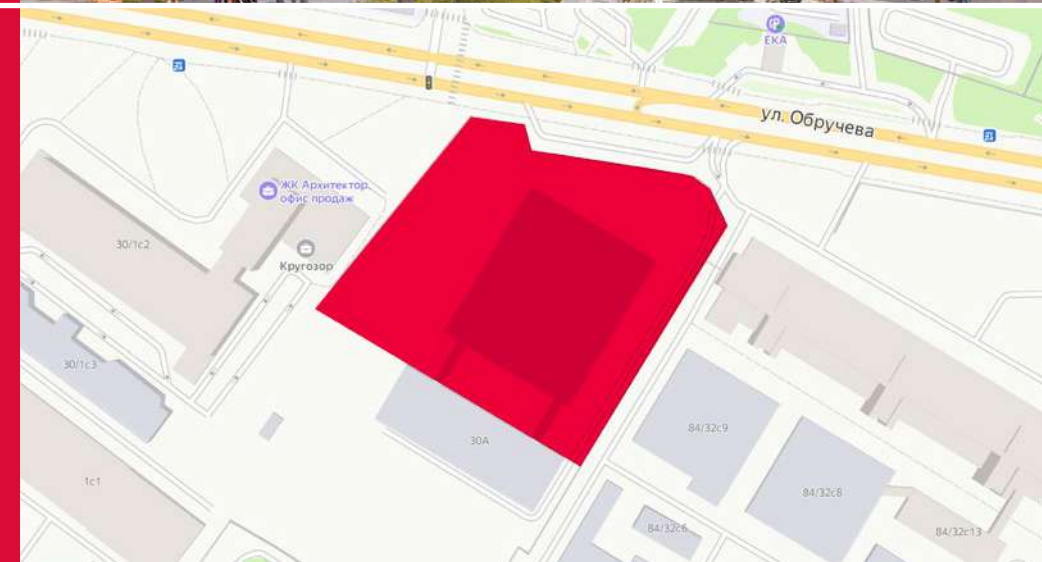 ЕКА
ул. Обручева
ЖК Архитектор,
офис продаж
30/1с2
Кругозор
30/1с3
30А
84/32с9
1с1
84/32с8
84/32с6
84/32с13